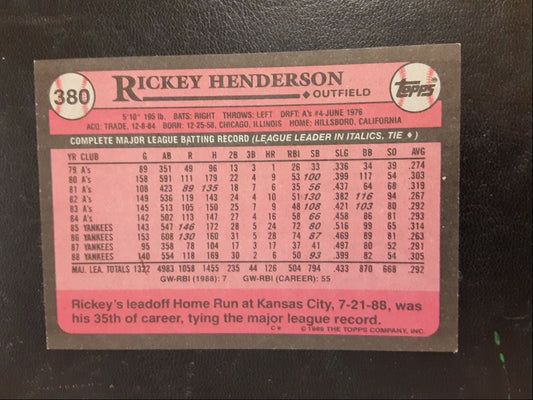 380
RICKEY HENDERSON
OUTFIELD
Topps
5'10" 195 lb. BATS: RIGHT THROWS: LEFT DRFT: A's #4-JUNE 1976
ACQ: TRADE, 12-8-84 BORN: 12-25-58, CHICAGO, ILLINOIS HOME: HILLSBORO, CALIFORNIA
COMPLETE MAJOR LEAGUE BATTING RECORD (LEAGUE LEADER IN ITALICS, TIE ♦)
YR CLUB G AB R H 2B 3B HR RBI SB SLG BB SO AVG
79 A's 89 351 49 96 13 3 1 26 33 .336 34 39 .274
80 A's 158 591 111 179 22 4 9 53 100 .399 117 54 .303
81 A's 108 423 89 135 18 7 6 35 56 .437 64 68 .319
82 A's 149 536 119 143 24 4 10 51 130 .382 116 94 .267
83 A's 145 513 105 150 25 7 9 48 108 .421 103 80 .292
84 A's 142 502 113 147 27 4 16 58 66 .458 86 81 .293
85 YANKEES 143 547 146 172 28 5 24 72 80 .516 99 65 .314
86 YANKEES 153 608 130 160 31 5 28 74 87 .469 89 81 .263
87 YANKEES 95 358 78 104 17 3 17 37 41 .497 80 52 .291
88 YANKEES 140 554 118 169 30 2 6 50 93 .399 82 54 .305
MAJ. LEA. TOTALS 1322 4983 1058 1455 235 44 126 504 794 .433 870 668 .292
GW-RBI (1988): 7 GW-RBI (CAREER): 55
Rickey's leadoff Home Run at Kansas City, 7-21-88, was
his 35th of career, tying the major league record.
C* © 1989 THE TOPPS COMPANY, INC.